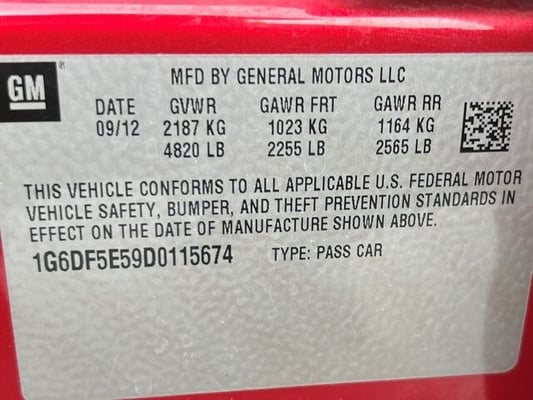 GM ®
MFD BY GENERAL MOTORS LLC
DATE GVWR GAWR FRT GAWR RR
09/12 2187 KG 1023 KG 1164 KG
4820 LB 2255 LB 2565 LB
THIS VEHICLE CONFORMS TO ALL APPLICABLE U.S. FEDERAL MOTOR
VEHICLE SAFETY, BUMPER, AND THEFT PREVENTION STANDARDS IN
EFFECT ON THE DATE OF MANUFACTURE SHOWN ABOVE.
1G6DF5E59D0115674 TYPE: PASS CAR